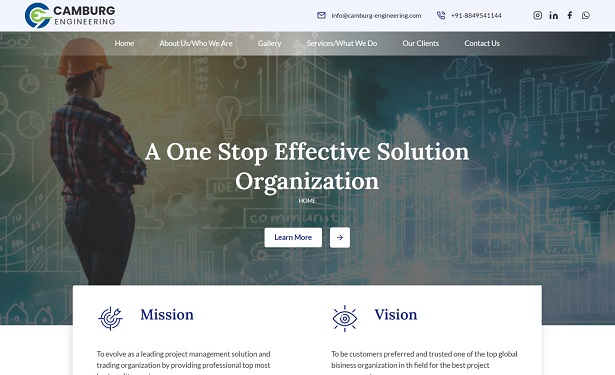 CAMBURG
ENGINEERING
info@camburg-engineering.com
+91-8849541144
Home
About Us/Who We Are
Gallery
Services/What We Do
Our Clients
Contact Us
A One Stop Effective Solution
Organization
HOME
IDEA
community
Learn More
Mission
To evolve as a leading project management solution and
trading organization by providing professional top most
Vision
To be customers preferred and trusted one of the top global
bisiness organization in th field for the best project